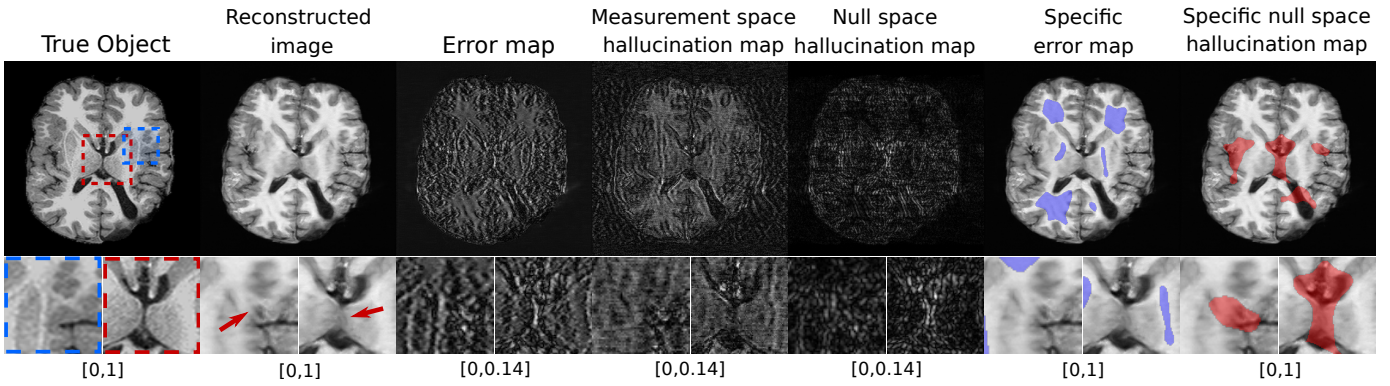 True Object
Reconstructed
image
Error map
Measurement space
hallucination map
Null space
hallucination map
Specific
error map
Specific null space
hallucination map
[0,1]
[0,1]
[0,0.14]
[0,0.14]
[0,0.14]
[0,1]
[0,1]